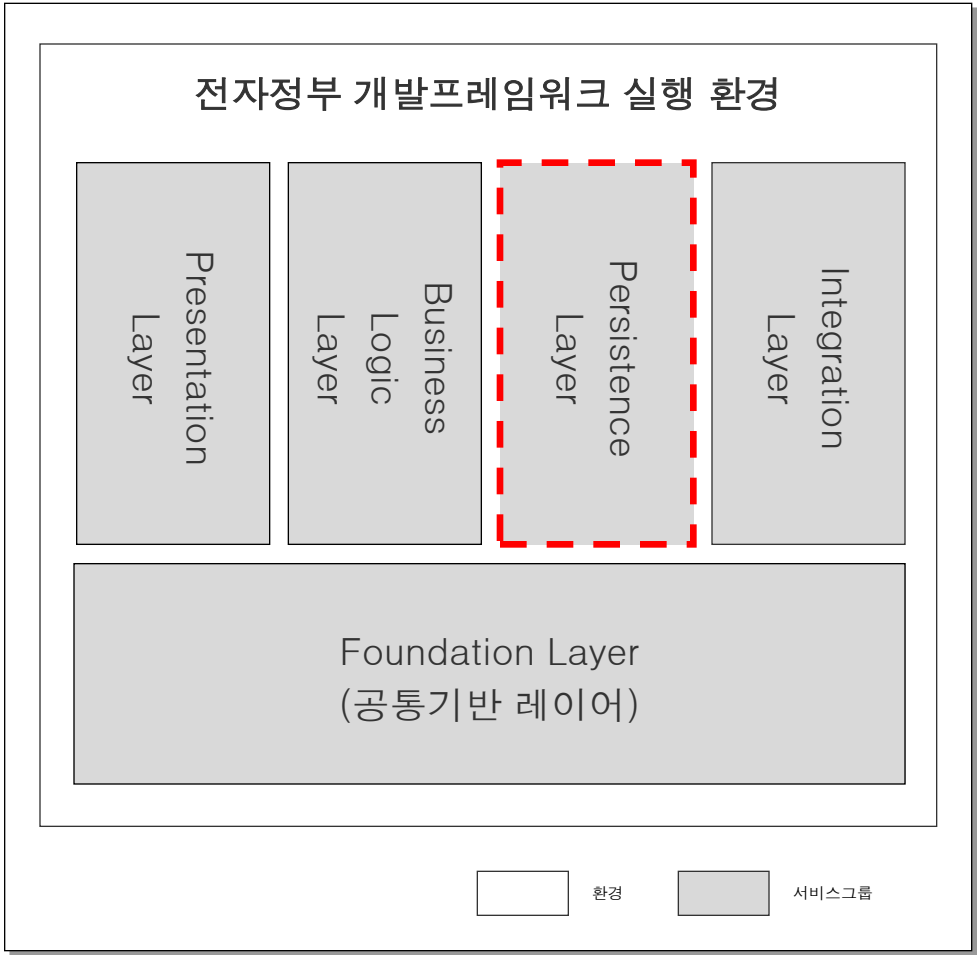 전자정부 개발프레임워크 실행 환경
Presentation
Layer
Business
Logic
Layer
Persistence
Layer
Integration
Layer
Foundation Layer
(공통기반 레이어)
환경
서비스그룹